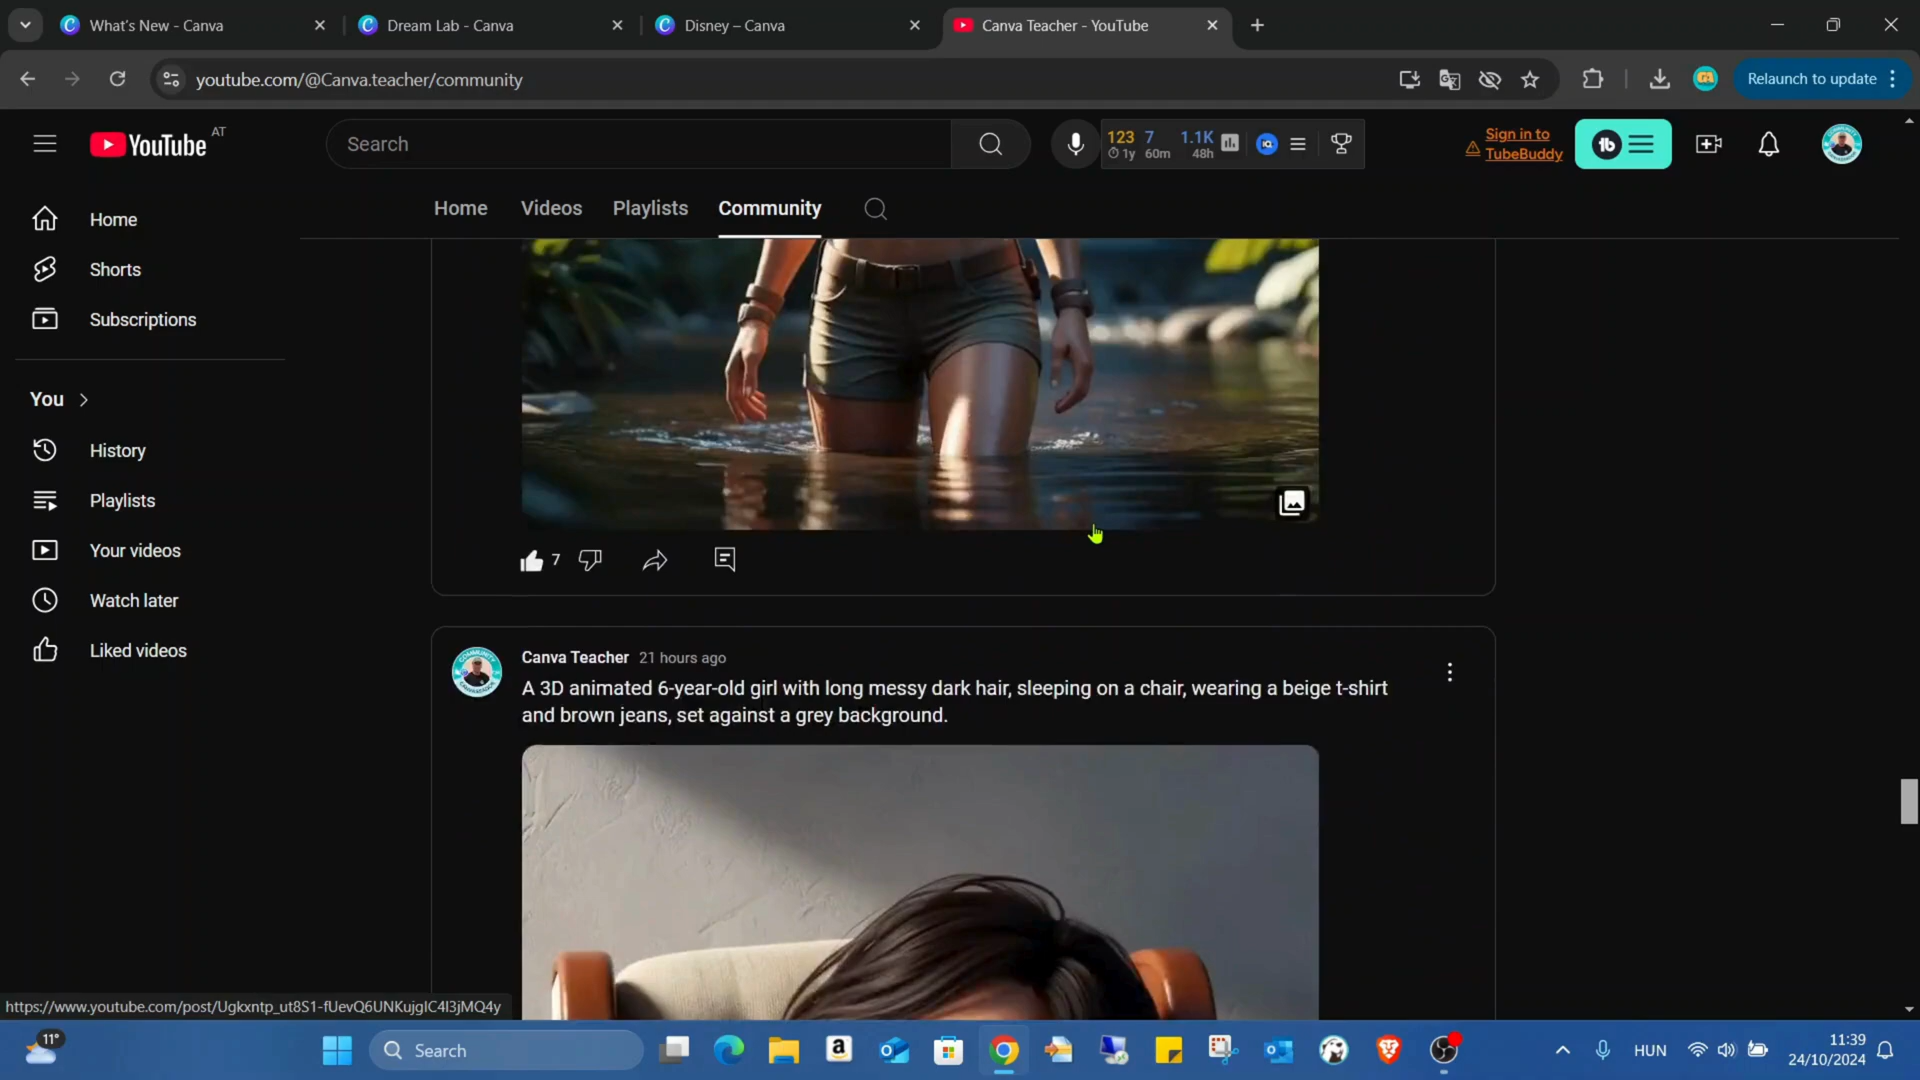 What's New - Canva
Dream Lab - Canva
Disney – Canva
Canva Teacher - YouTube
youtube.com/@Canva.teacher/community
Relaunch to update
YouTube AT
Search
123 7 1.1K
1y 60m 48h
Sign in to
TubeBuddy
Home
Videos
Playlists
Community
Home
Shorts
Subscriptions
You
History
Playlists
Your videos
Watch later
Liked videos
7
Canva Teacher 21 hours ago
A 3D animated 6-year-old girl with long messy dark hair, sleeping on a chair, wearing a beige t-shirt
and brown jeans, set against a grey background.
https://www.youtube.com/post/Ugkxntp_ut8S1-fUevQ6UNKujglC4l3jMQ4y
11°
Search
HUN
11:39
24/10/2024